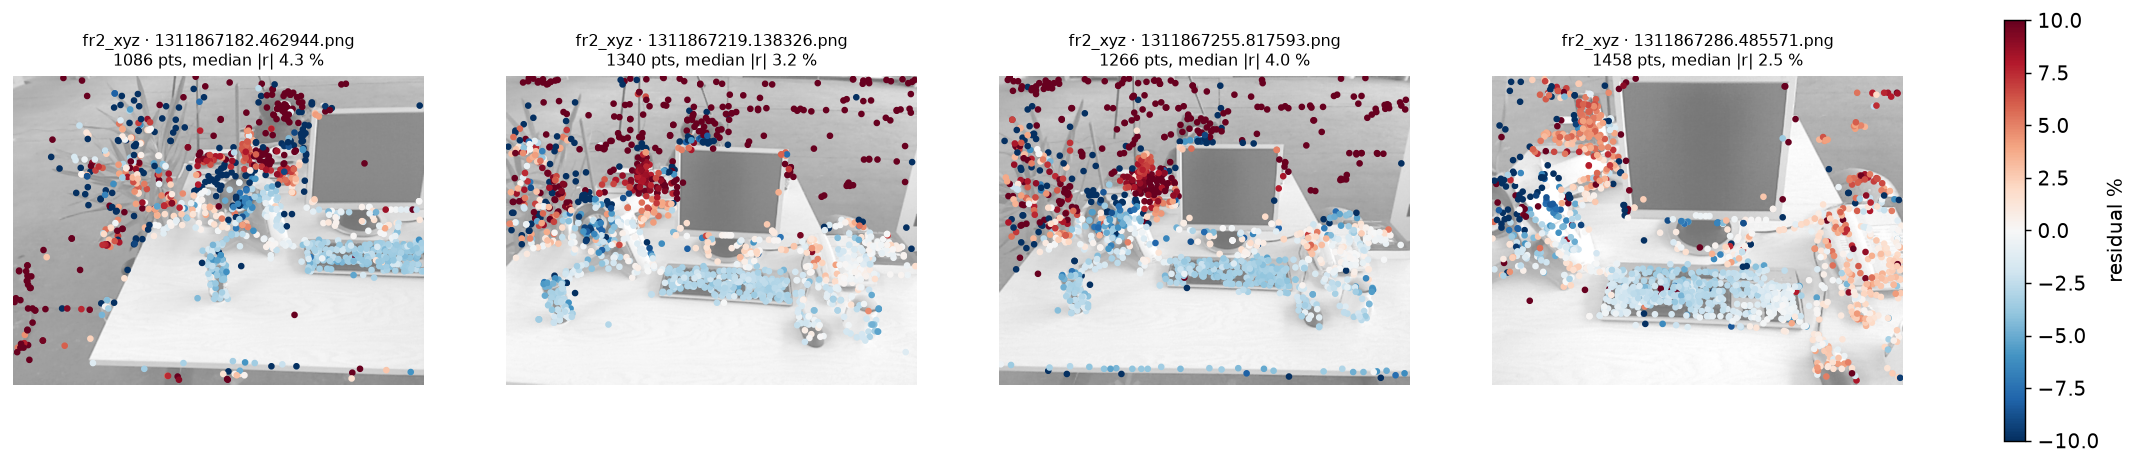 fr2_xyz · 1311867182.462944.png
1086 pts, median |r| 4.3 %
fr2_xyz · 1311867219.138326.png
1340 pts, median |r| 3.2 %
fr2_xyz · 1311867255.817593.png
1266 pts, median |r| 4.0 %
fr2_xyz · 1311867286.485571.png
1458 pts, median |r| 2.5 %
10.0
7.5
5.0
2.5
0.0
−2.5
−5.0
−7.5
−10.0
residual %